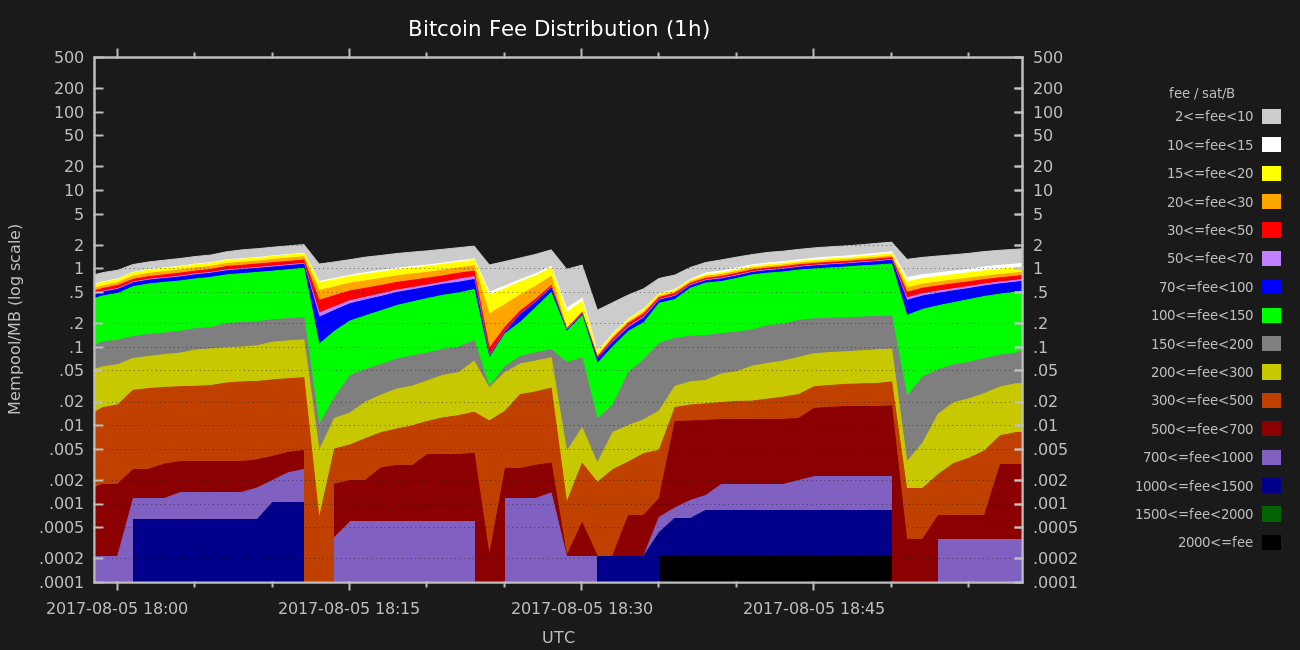 Bitcoin Fee Distribution (1h)
Mempool/MB (log scale)
500
200
100
50
20
10
5
2
1
.5
.2
.1
.05
.02
.01
.005
.002
.001
.0005
.0002
.0001
500
200
100
50
20
10
5
2
1
.5
.2
.1
.05
.02
.01
.005
.002
.001
.0005
.0002
.0001
2017-08-05 18:00
2017-08-05 18:15
2017-08-05 18:30
2017-08-05 18:45
UTC
fee / sat/B
2<=fee<10
10<=fee<15
15<=fee<20
20<=fee<30
30<=fee<50
50<=fee<70
70<=fee<100
100<=fee<150
150<=fee<200
200<=fee<300
300<=fee<500
500<=fee<700
700<=fee<1000
1000<=fee<1500
1500<=fee<2000
2000<=fee